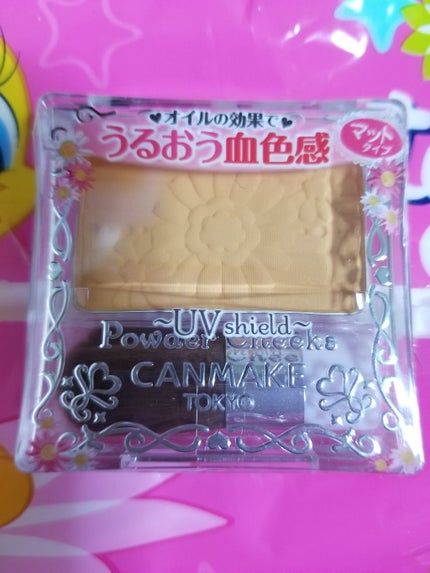 ♥オイルの効果で♥
うるおう血色感
マット
タイプ
~UV shield~
Powder Cheeks
CANMAKE
TOKYO